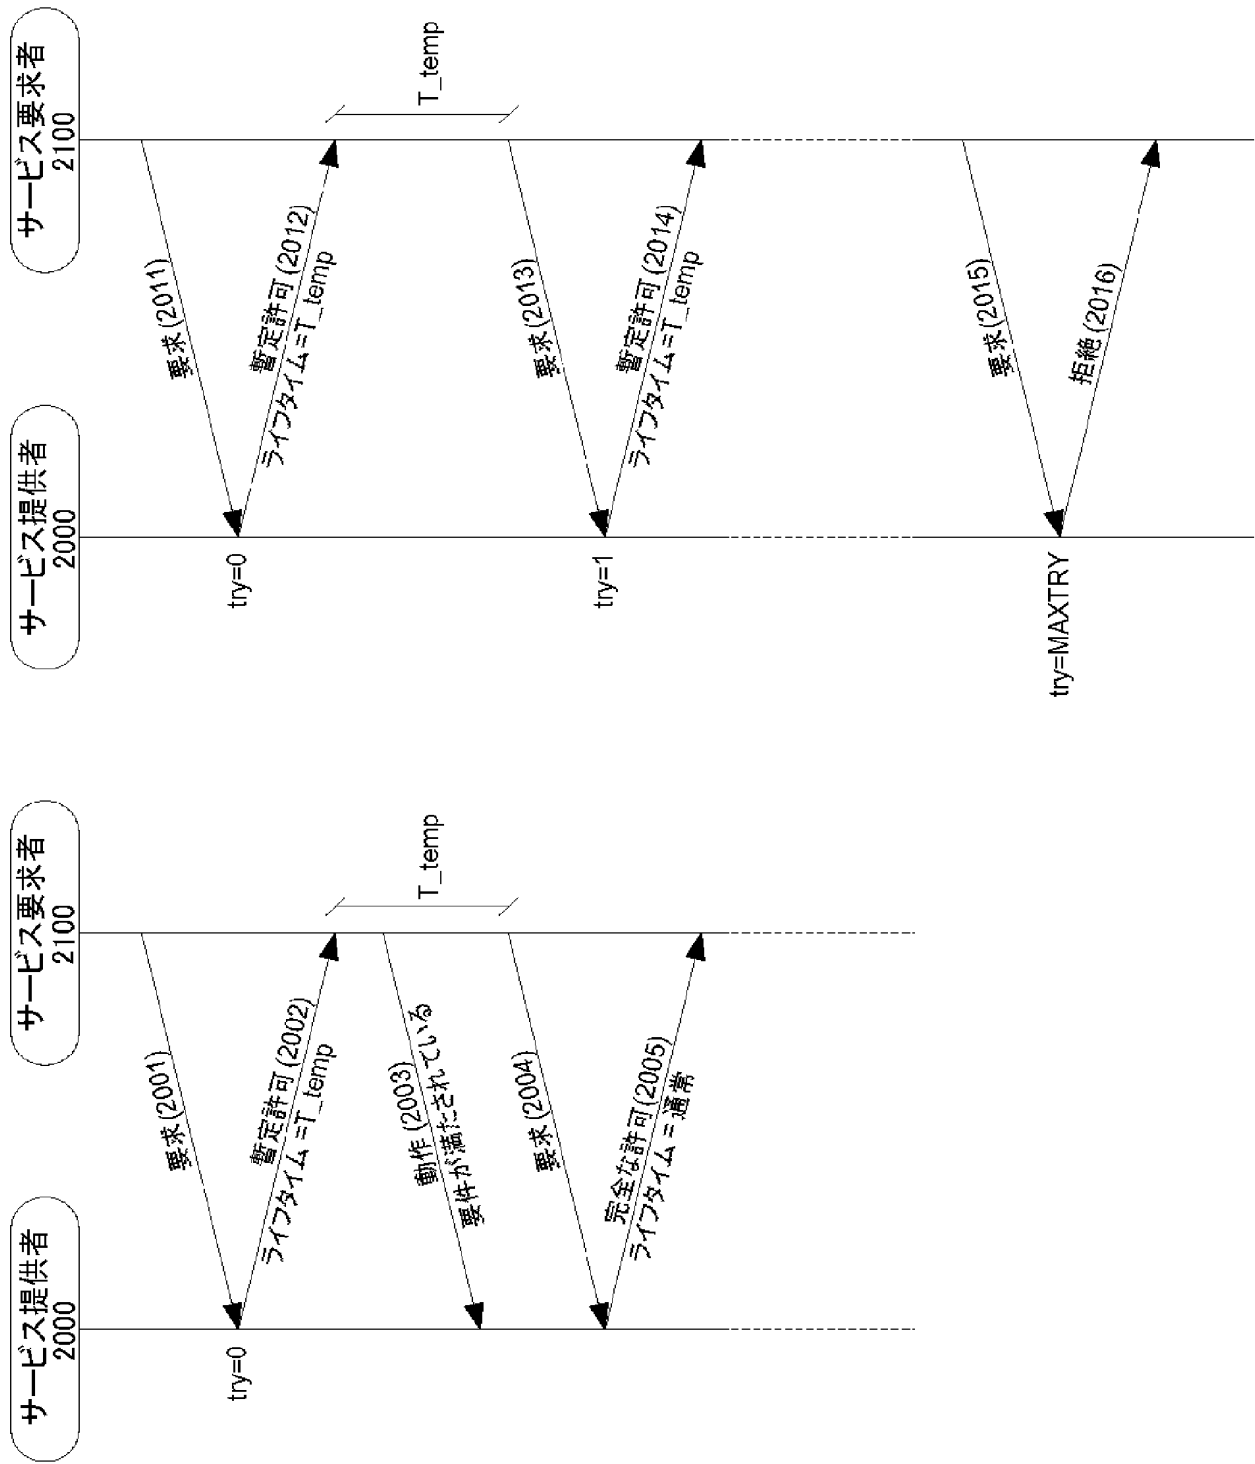 サービス提供者
2000
サービス要求者
2100
要求(2001)
try=0
暫定許可(2002)
ライフタイム=T_temp
T_temp
動作(2003)
要件が満たされている
要求(2004)
完全な許可(2005)
ライフタイム=通常
サービス提供者
2000
サービス要求者
2100
要求(2011)
try=0
暫定許可(2012)
ライフタイム=T_temp
T_temp
要求(2013)
try=1
暫定許可(2014)
ライフタイム=T_temp
要求(2015)
try=MAXTRY
拒絶(2016)